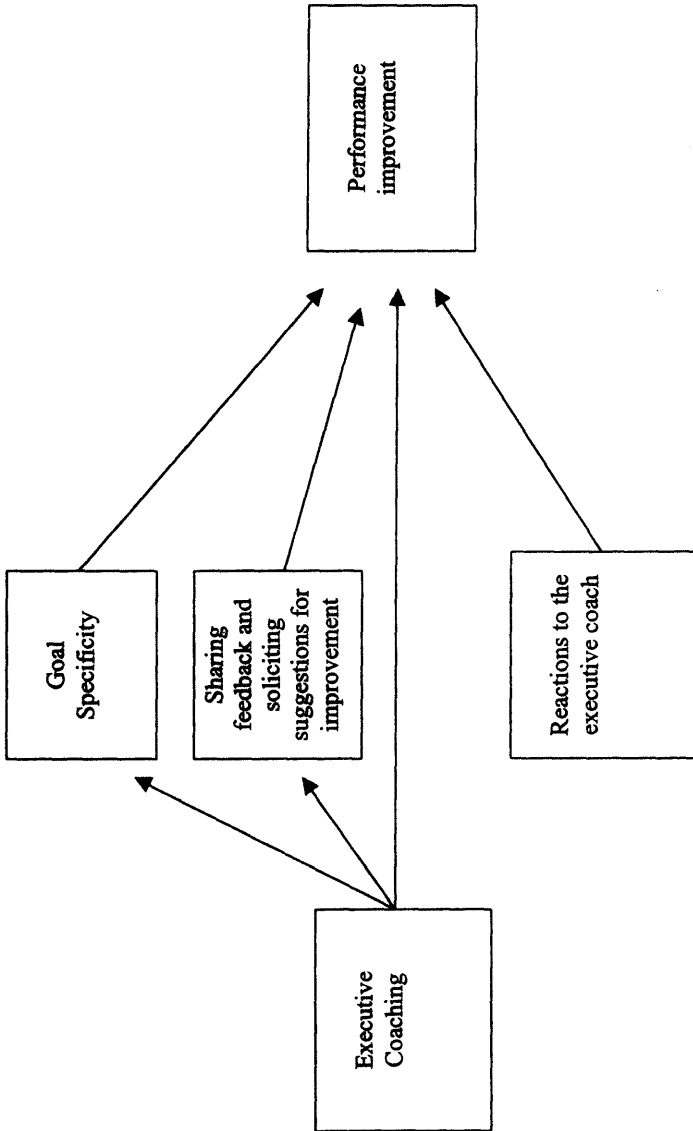 Executive
Coaching
Goal
Specificity
Sharing
feedback and
soliciting
suggestions for
improvement
Reactions to the
executive coach
Performance
improvement